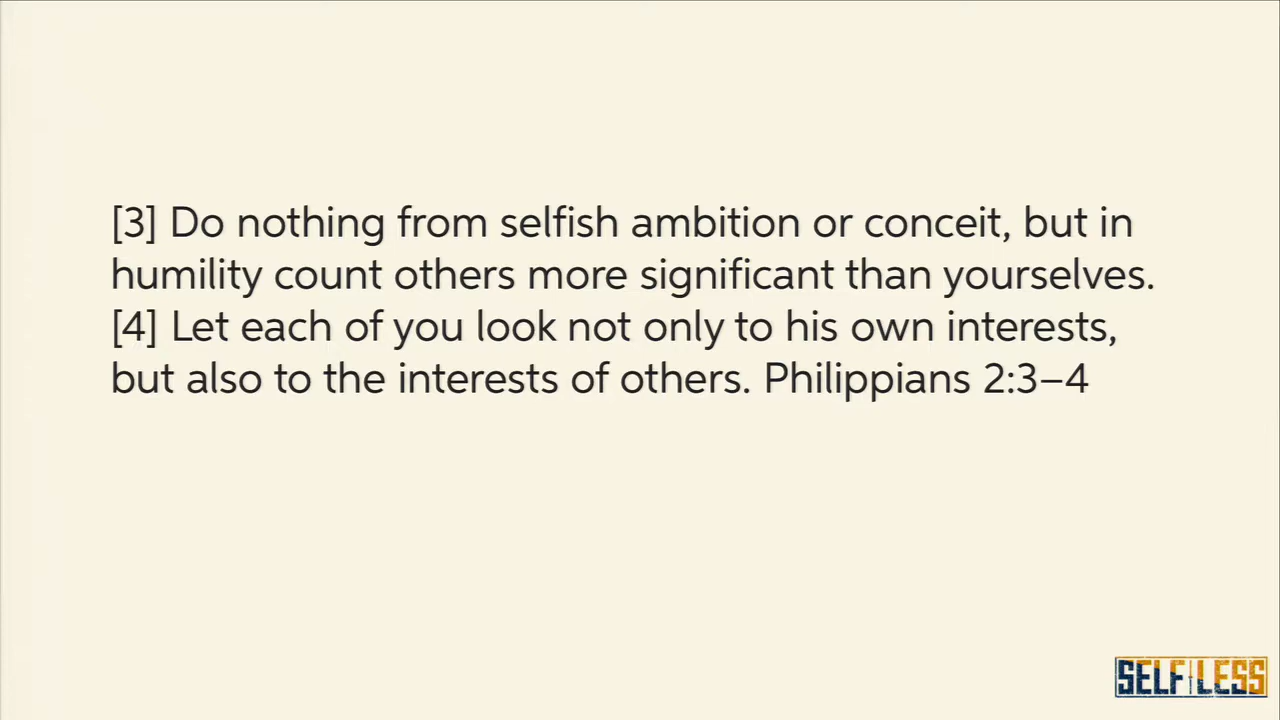 [3] Do nothing from selfish ambition or conceit, but in
humility count others more significant than yourselves.
[4] Let each of you look not only to his own interests,
but also to the interests of others. Philippians 2:3–4
SELF LESS